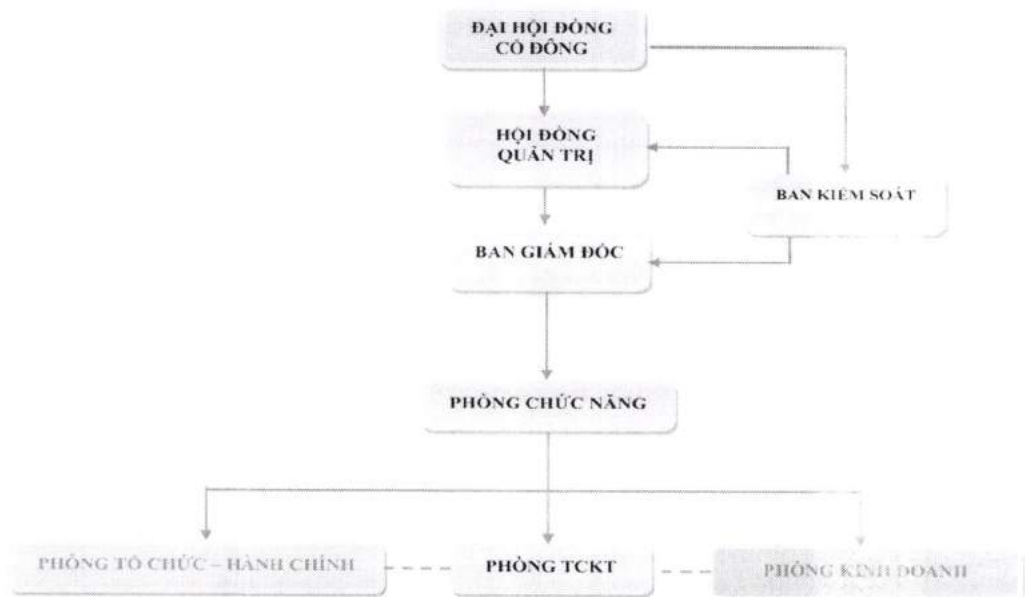 ĐẠI HỘI ĐỒNG
CỔ ĐÔNG
HỘI ĐỒNG
QUẢN TRỊ
BAN KIỂM SOÁT
BAN GIÁM ĐỐC
PHÒNG CHỨC NĂNG
PHÒNG TỔ CHỨC – HÀNH CHÍNH
PHÒNG TCKT
PHÒNG KINH DOANH